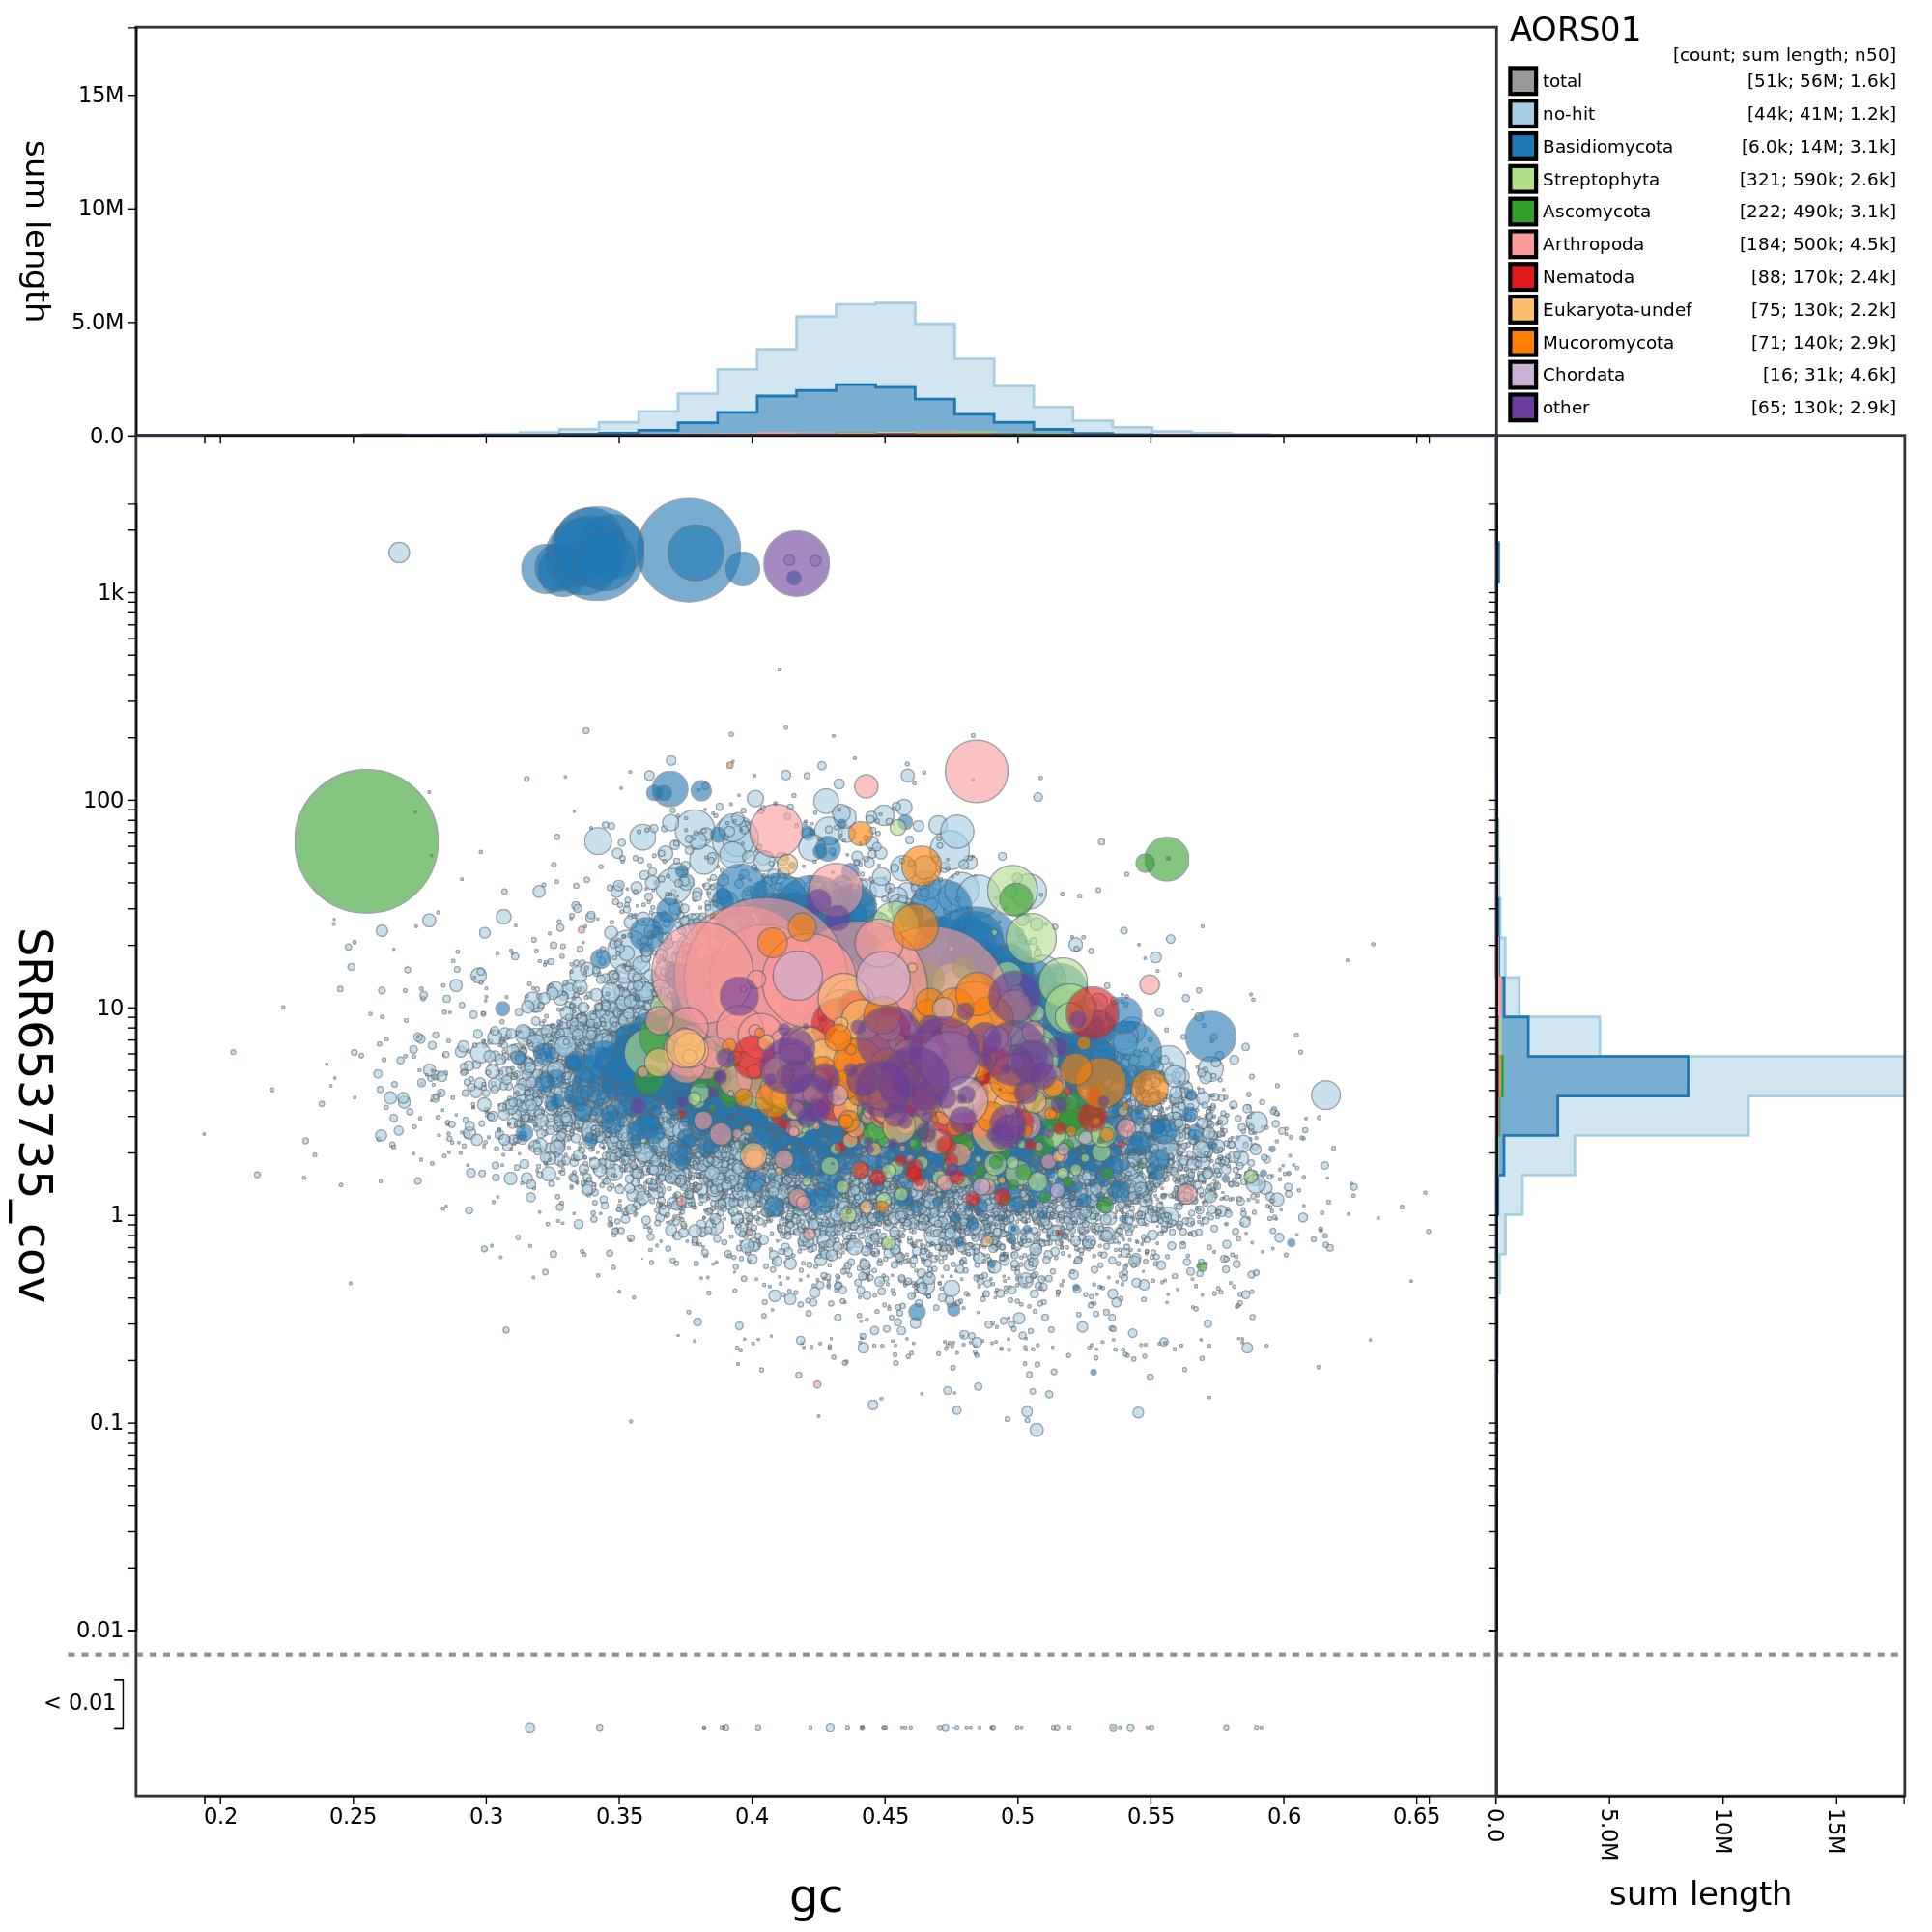 AORS01
[count; sum length; n50]
total [51k; 56M; 1.6k]
no-hit [44k; 41M; 1.2k]
Basidiomycota [6.0k; 14M; 3.1k]
Streptophyta [321; 590k; 2.6k]
Ascomycota [222; 490k; 3.1k]
Arthropoda [184; 500k; 4.5k]
Nematoda [88; 170k; 2.4k]
Eukaryota-undef [75; 130k; 2.2k]
Mucoromycota [71; 140k; 2.9k]
Chordata [16; 31k; 4.6k]
other [65; 130k; 2.9k]
sum length
15M
10M
5.0M
0.0
SRR6053735_cov
1k
100
10
1
0.1
0.01
< 0.01
0.2 0.25 0.3 0.35 0.4 0.45 0.5 0.55 0.6 0.65
gc
0.0 5.0M 10M 15M
sum length